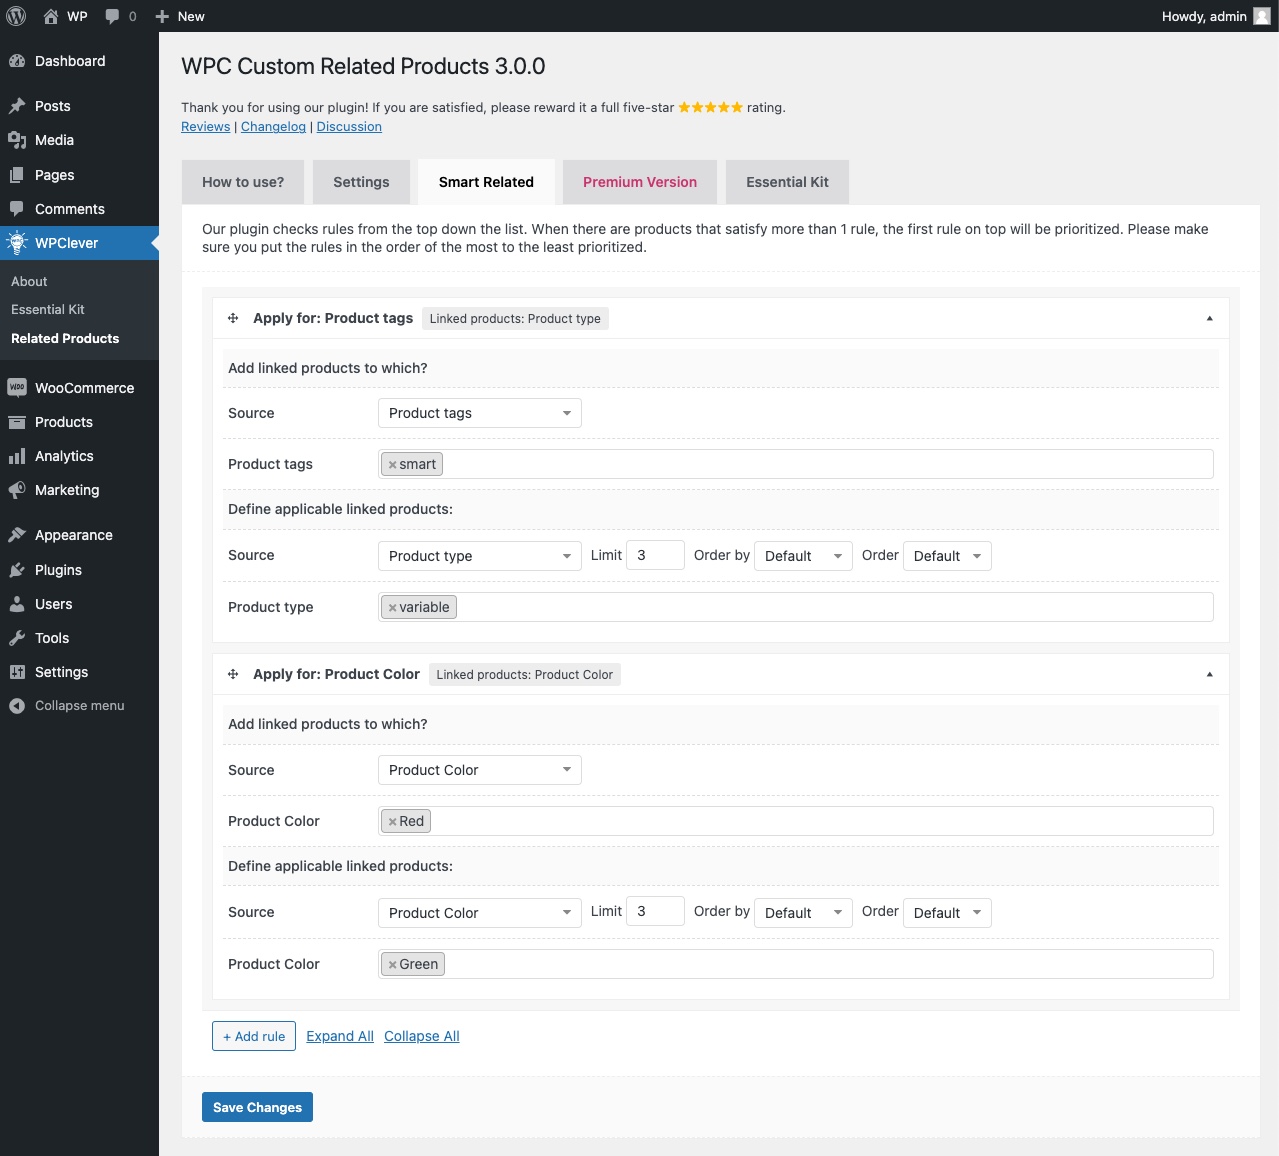 WP 0 New Howdy, admin
Dashboard
Posts
Media
Pages
Comments
WPClever
About
Essential Kit
Related Products
WooCommerce
Products
Analytics
Marketing
Appearance
Plugins
Users
Tools
Settings
Collapse menu
WPC Custom Related Products 3.0.0
Thank you for using our plugin! If you are satisfied, please reward it a full five-star ★★★★★ rating.
Reviews | Changelog | Discussion
How to use? Settings Smart Related Premium Version Essential Kit
Our plugin checks rules from the top down the list. When there are products that satisfy more than 1 rule, the first rule on top will be prioritized. Please make
sure you put the rules in the order of the most to the least prioritized.
Apply for: Product tags Linked products: Product type
Add linked products to which?
Source Product tags
Product tags ×smart
Define applicable linked products:
Source Product type Limit 3 Order by Default Order Default
Product type ×variable
Apply for: Product Color Linked products: Product Color
Add linked products to which?
Source Product Color
Product Color ×Red
Define applicable linked products:
Source Product Color Limit 3 Order by Default Order Default
Product Color ×Green
+ Add rule Expand All Collapse All
Save Changes